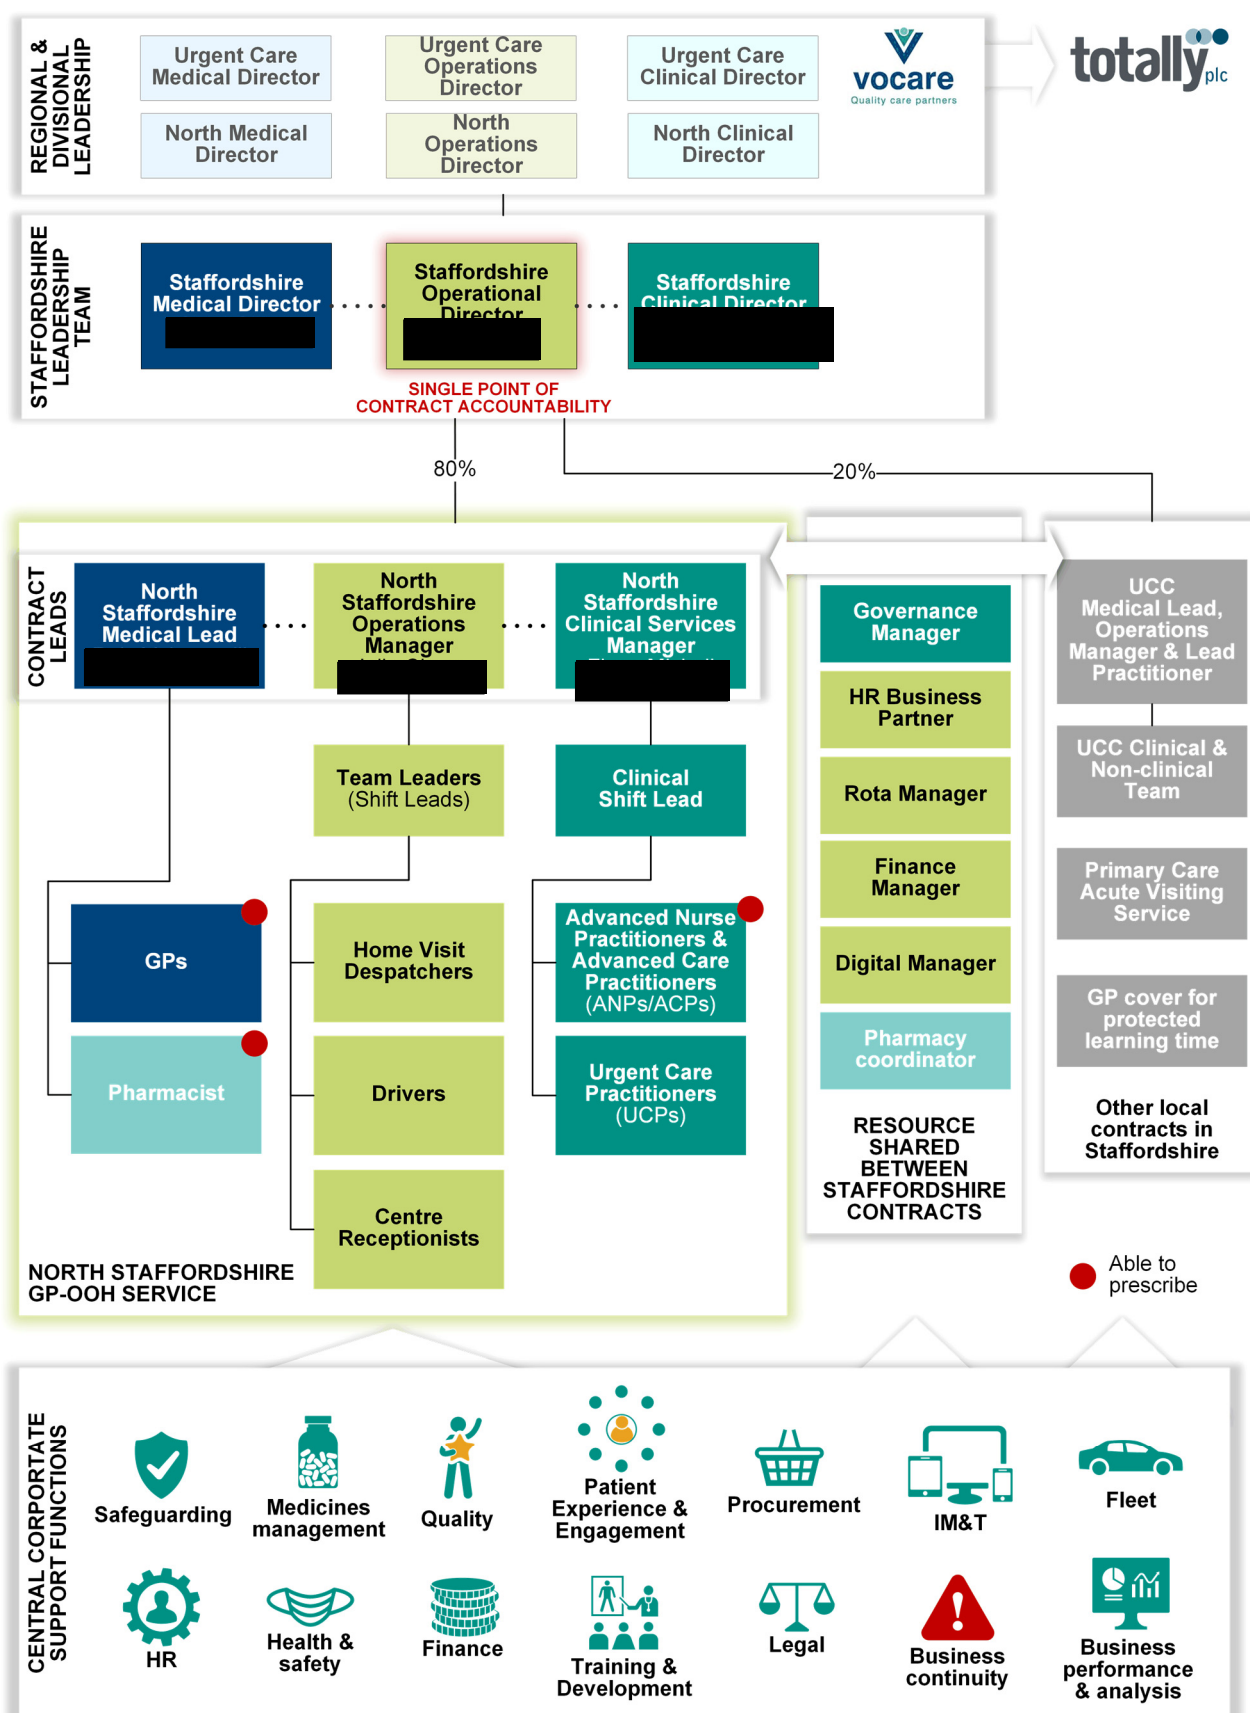 REGIONAL &
DIVISIONAL
LEADERSHIP
Urgent Care
Medical Director
Urgent Care
Operations
Director
Urgent Care
Clinical Director
North Medical
Director
North
Operations
Director
North Clinical
Director
vocare
Quality care partners
totally plc
STAFFORDSHIRE
LEADERSHIP
TEAM
Staffordshire
Medical Director
Staffordshire
Operational
Director
Staffordshire
Clinical Director
SINGLE POINT OF
CONTRACT ACCOUNTABILITY
80%
20%
CONTRACT
LEADS
North
Staffordshire
Medical Lead
North
Staffordshire
Operations
Manager
North
Staffordshire
Clinical Services
Manager
Team Leaders
(Shift Leads)
Clinical
Shift Lead
GPs
Pharmacist
Home Visit
Despatchers
Drivers
Centre
Receptionists
Advanced Nurse
Practitioners &
Advanced Care
Practitioners
(ANPs/ACPs)
Urgent Care
Practitioners
(UCPs)
NORTH STAFFORDSHIRE
GP-OOH SERVICE
Governance
Manager
HR Business
Partner
Rota Manager
Finance
Manager
Digital Manager
Pharmacy
coordinator
RESOURCE
SHARED
BETWEEN
STAFFORDSHIRE
CONTRACTS
UCC
Medical Lead,
Operations
Manager & Lead
Practitioner
UCC Clinical &
Non-clinical
Team
Primary Care
Acute Visiting
Service
GP cover for
protected
learning time
Other local
contracts in
Staffordshire
Able to
prescribe
CENTRAL CORPORTATE
SUPPORT FUNCTIONS
Safeguarding
Medicines
management
Quality
Patient
Experience &
Engagement
Procurement
IM&T
Fleet
HR
Health &
safety
Finance
Training &
Development
Legal
Business
continuity
Business
performance
& analysis